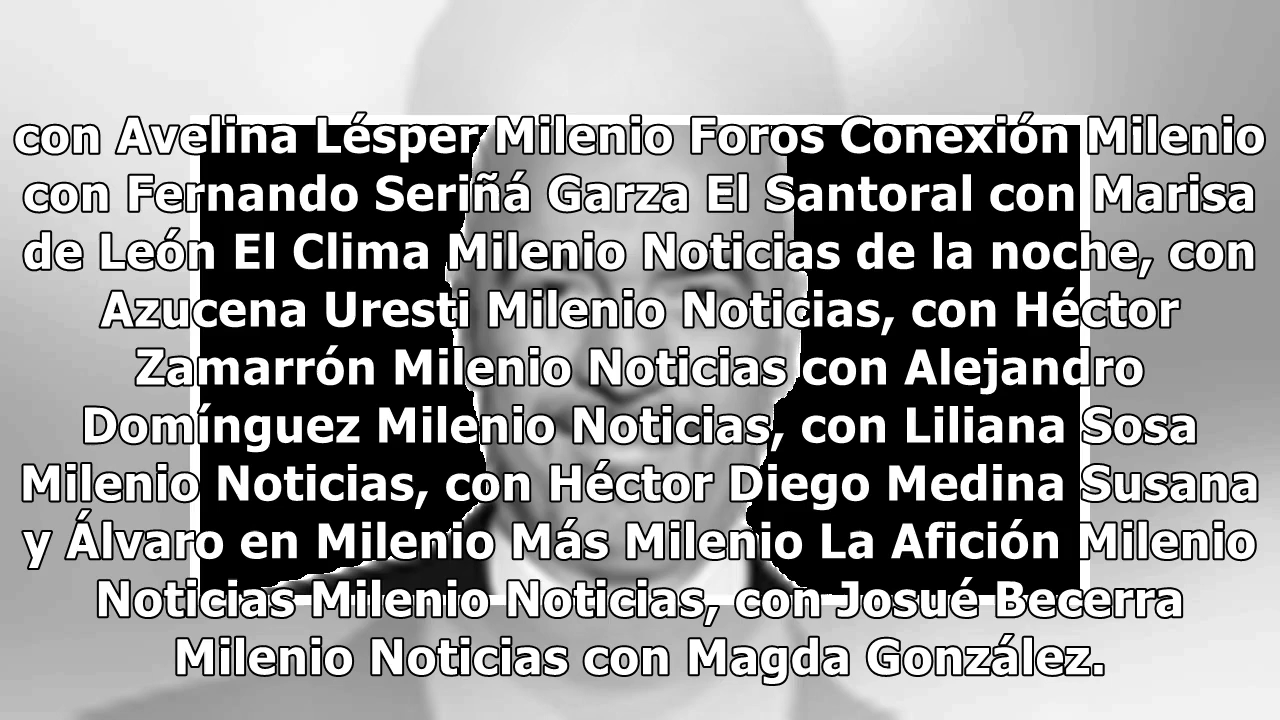 con Avelina Lésper Milenio Foros Conexión Milenio
con Fernando Seriñá Garza El Santoral con Marisa
de León El Clima Milenio Noticias de la noche, con
Azucena Uresti Milenio Noticias, con Héctor
Zamarrón Milenio Noticias con Alejandro
Domínguez Milenio Noticias, con Liliana Sosa
Milenio Noticias, con Héctor Diego Medina Susana
y Álvaro en Milenio Más Milenio La Afición Milenio
Noticias Milenio Noticias, con Josué Becerra
Milenio Noticias con Magda González.